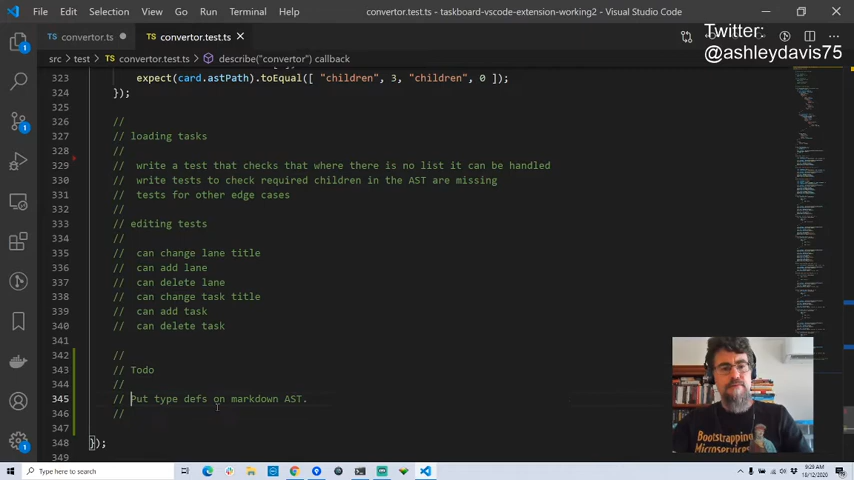 File Edit Selection View Go Run Terminal Help convertor.test.ts - taskboard-vscode-extension-working2 - Visual Studio Code
Twitter:
@ashleydavis75
convertor.ts convertor.test.ts
src > test > convertor.test.ts > describe("convertor") callback
323 expect(card.astPath).toEqual([ "children", 3, "children", 0 ]);
324 });
325
326 //
327 // loading tasks
328 //
329 // write a test that checks that where there is no list it can be handled
330 // write tests to check required children in the AST are missing
331 // tests for other edge cases
332 //
333 // editing tests
334 //
335 // can change lane title
336 // can add lane
337 // can delete lane
338 // can change task title
339 // can add task
340 // can delete task
341
342 //
343 // Todo
344 //
345 // Put type defs on markdown AST.
346 //
347
348 });
349
Bootstrapping
Microservices
Type here to search
9:29 AM
10/12/2020